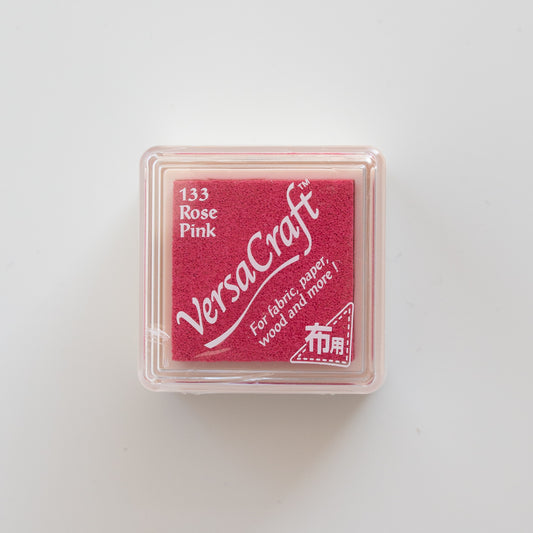 133
Rose
Pink
VersaCraft™
For fabric, paper,
wood and more!
布用